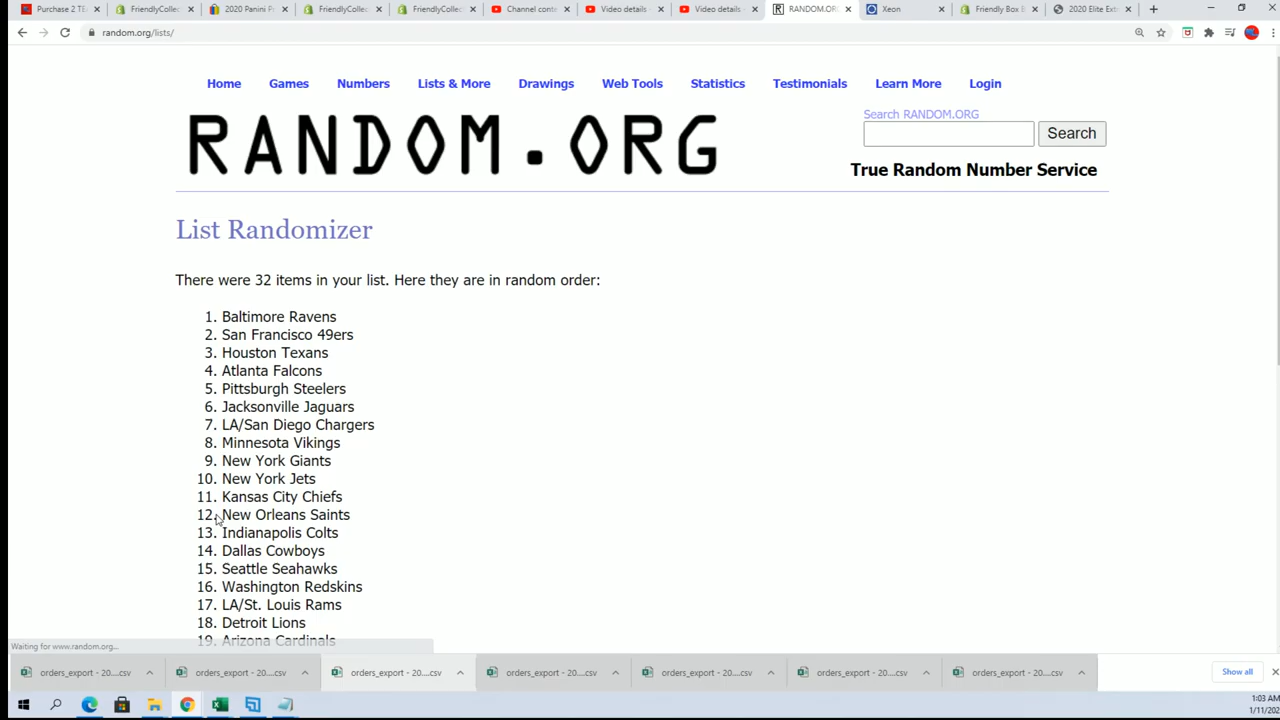 Purchase 2 TE
FriendlyCollec
2020 Panini F
FriendlyCollec
FriendlyCollec
Channel conte
Video details
Video details
RANDOM.OR
Xeon
Friendly Box B
2020 Elite Ext
random.org/lists/
Home
Games
Numbers
Lists & More
Drawings
Web Tools
Statistics
Testimonials
Learn More
Login
RANDOM.ORG
Search RANDOM.ORG
Search
True Random Number Service
List Randomizer
There were 32 items in your list. Here they are in random order:
1. Baltimore Ravens
2. San Francisco 49ers
3. Houston Texans
4. Atlanta Falcons
5. Pittsburgh Steelers
6. Jacksonville Jaguars
7. LA/San Diego Chargers
8. Minnesota Vikings
9. New York Giants
10. New York Jets
11. Kansas City Chiefs
12. New Orleans Saints
13. Indianapolis Colts
14. Dallas Cowboys
15. Seattle Seahawks
16. Washington Redskins
17. LA/St. Louis Rams
18. Detroit Lions
19. Arizona Cardinals
Waiting for www.random.org...
orders_export - 20....csv
orders_export - 20....csv
orders_export - 20....csv
orders_export - 20....csv
orders_export - 20....csv
orders_export - 20....csv
orders_export - 20....csv
Show all
1:03 AM
1/11/202